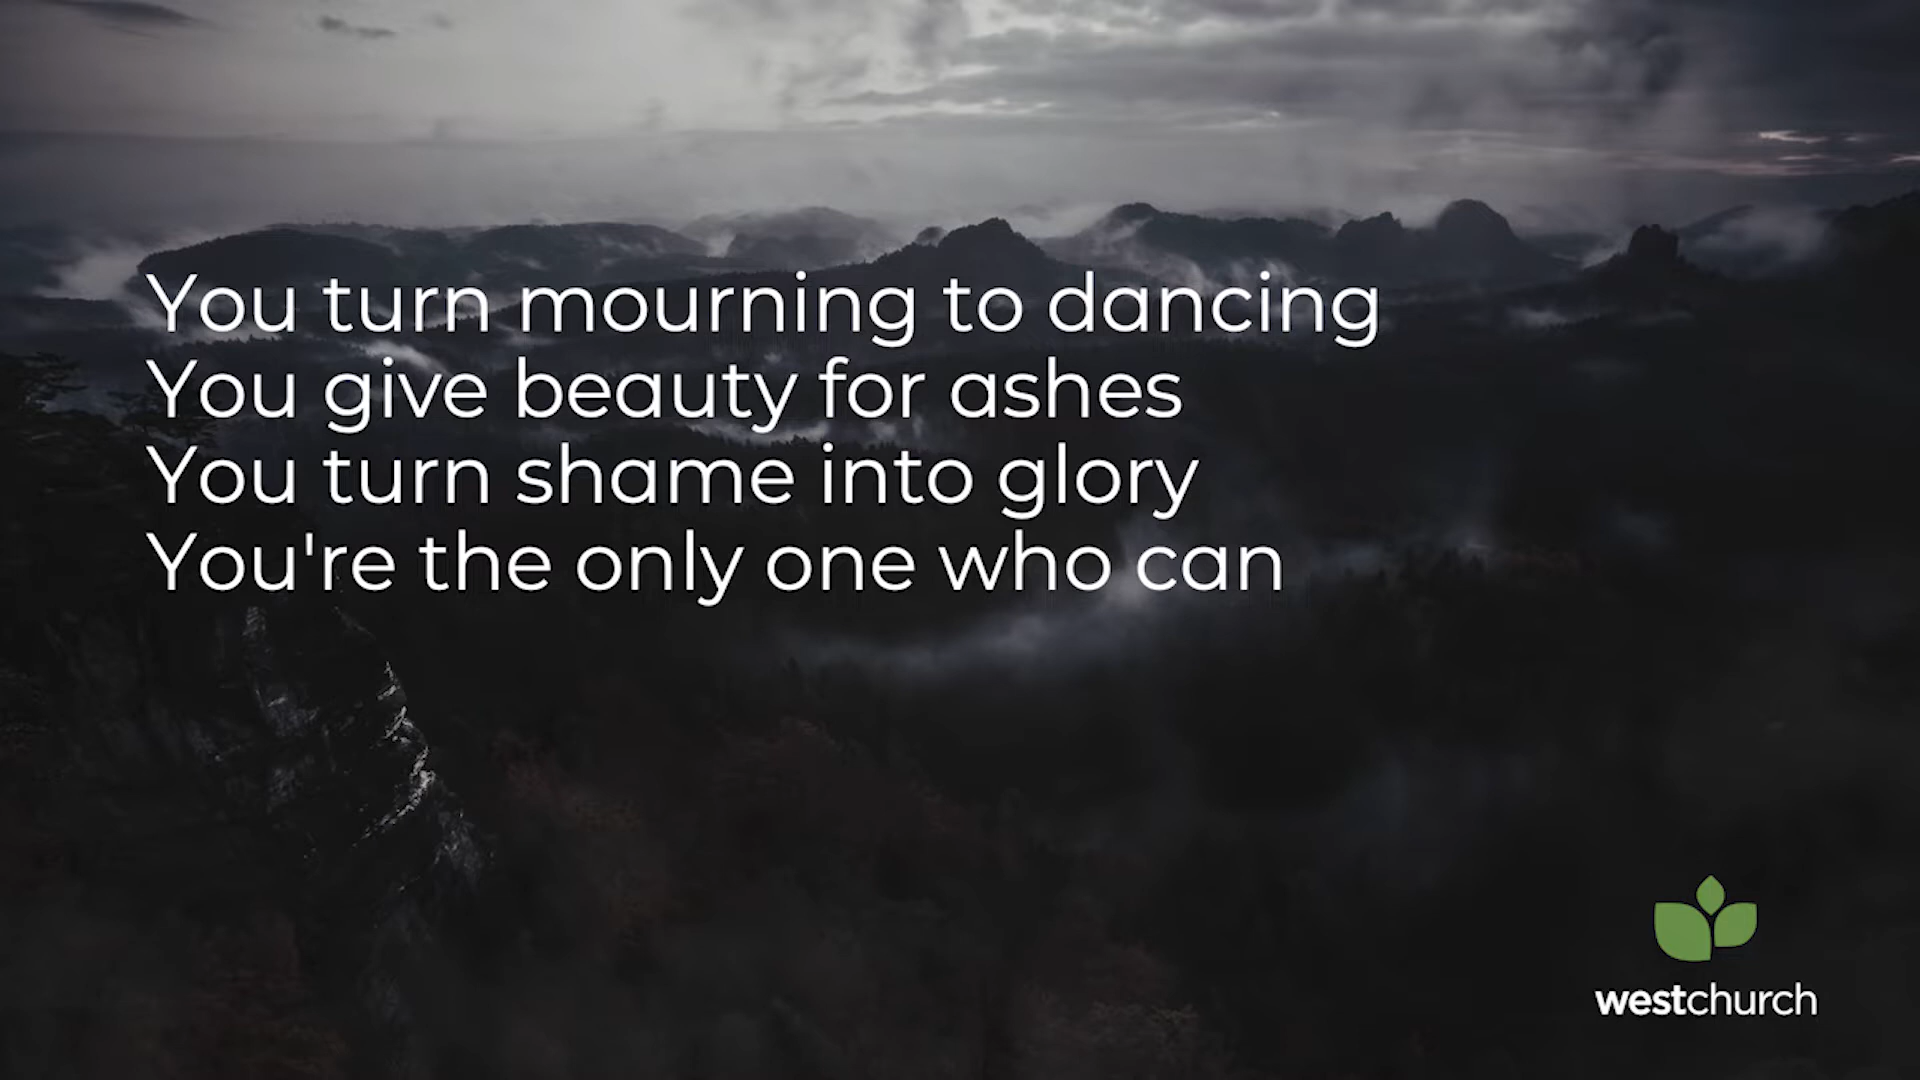 You turn mourning to dancing
You give beauty for ashes
You turn shame into glory
You're the only one who can
westchurch